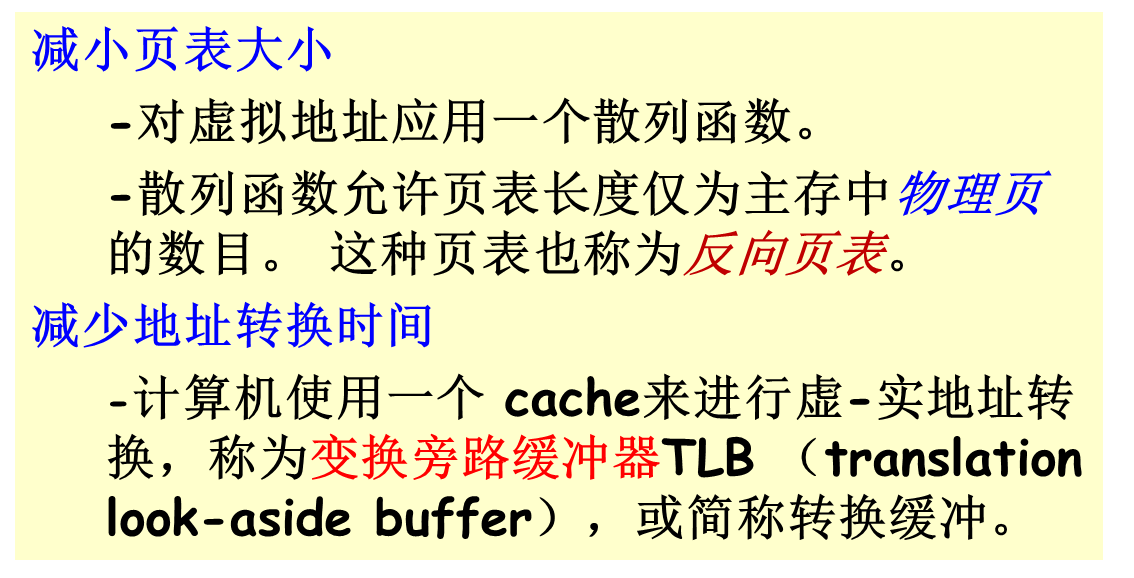 减小页表大小
-对虚拟地址应用一个散列函数。
-散列函数允许页表长度仅为主存中物理页
的数目。 这种页表也称为反向页表。
减少地址转换时间
-计算机使用一个 cache来进行虚-实地址转
换，称为变换旁路缓冲器TLB （translation
look-aside buffer），或简称转换缓冲。